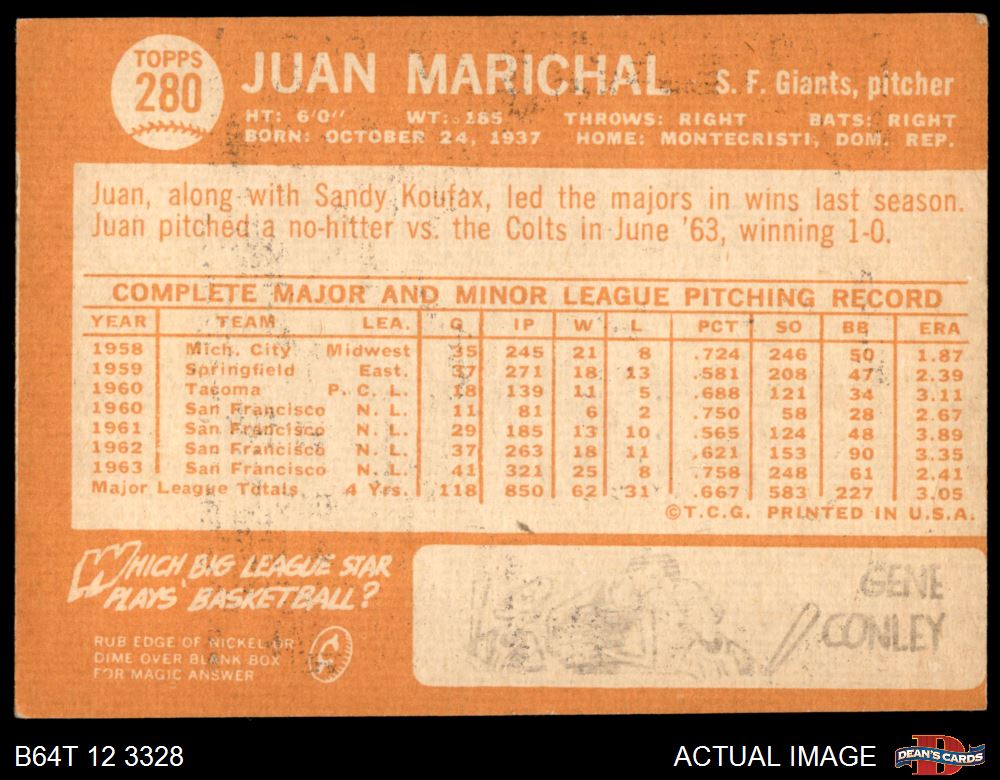 TOPPS
280
JUAN MARICHAL S. F. Giants, pitcher
HT: 6'0" WT: 185 THROWS: RIGHT BATS: RIGHT
BORN: OCTOBER 24, 1937 HOME: MONTECRISTI, DOM. REP.
Juan, along with Sandy Koufax, led the majors in wins last season.
Juan pitched a no-hitter vs. the Colts in June '63, winning 1-0.
COMPLETE MAJOR AND MINOR LEAGUE PITCHING RECORD
YEAR TEAM LEA. G IP W L PCT SO BB ERA
1958 Mich. City Midwest 35 245 21 8 .724 246 50 1.87
1959 Springfield East. 37 271 18 13 .581 208 47 2.39
1960 Tacoma P. C. L. 18 139 11 5 .688 121 34 3.11
1960 San Francisco N. L. 11 81 6 2 .750 58 28 2.67
1961 San Francisco N. L. 29 185 13 10 .565 124 48 3.89
1962 San Francisco N. L. 37 263 18 11 .621 153 90 3.35
1963 San Francisco N. L. 41 321 25 8 .758 248 61 2.41
Major League Totals 4 Yrs. 118 850 62 31 .667 583 227 3.05
©T.C.G. PRINTED IN U.S.A.
WHICH BIG LEAGUE STAR
PLAYS BASKETBALL?
RUB EDGE OF NICKEL OR
DIME OVER BLANK BOX
FOR MAGIC ANSWER
GENE
CONLEY
B64T 12 3328
ACTUAL IMAGE
DEAN'S CARDS